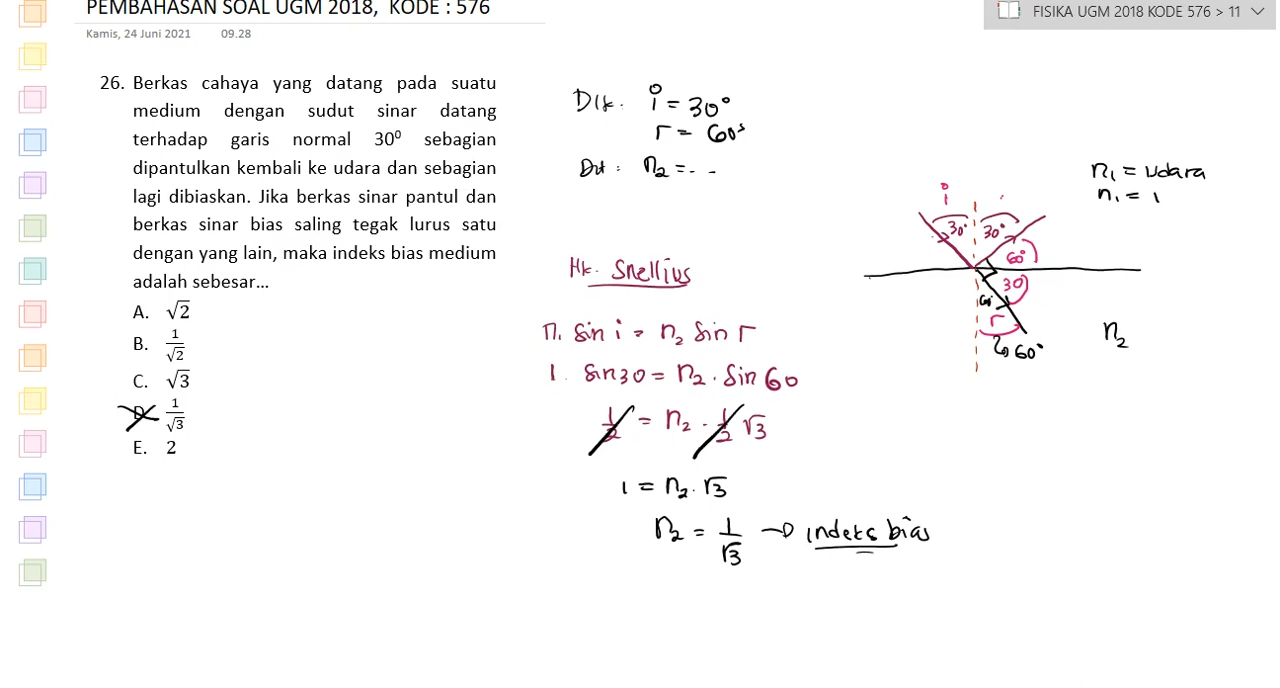 PEMBAHASAN SOAL UGM 2018, KODE : 576
FISIKA UGM 2018 KODE 576 > 11
Kamis, 24 Juni 2021 09.28
26. Berkas cahaya yang datang pada suatu
medium dengan sudut sinar datang
terhadap garis normal 30⁰ sebagian
dipantulkan kembali ke udara dan sebagian
lagi dibiaskan. Jika berkas sinar pantul dan
berkas sinar bias saling tegak lurus satu
dengan yang lain, maka indeks bias medium
adalah sebesar...
A. √2
B. 1/√2
C. √3
D. 1/√3
E. 2
Dik. i = 30°
r = 60°
Dit : n₂ = . . -
Hk. Snellius
n₁ sin i = n₂ sin r
1. sin 30 = n₂ . sin 60
1/2 = n₂ . 1/2 √3
1 = n₂ . √3
n₂ = 1/√3 → indeks bias
n₁ = udara
n₁ = 1
i
30° 30°
60°
30
60°
r
60°
n₂